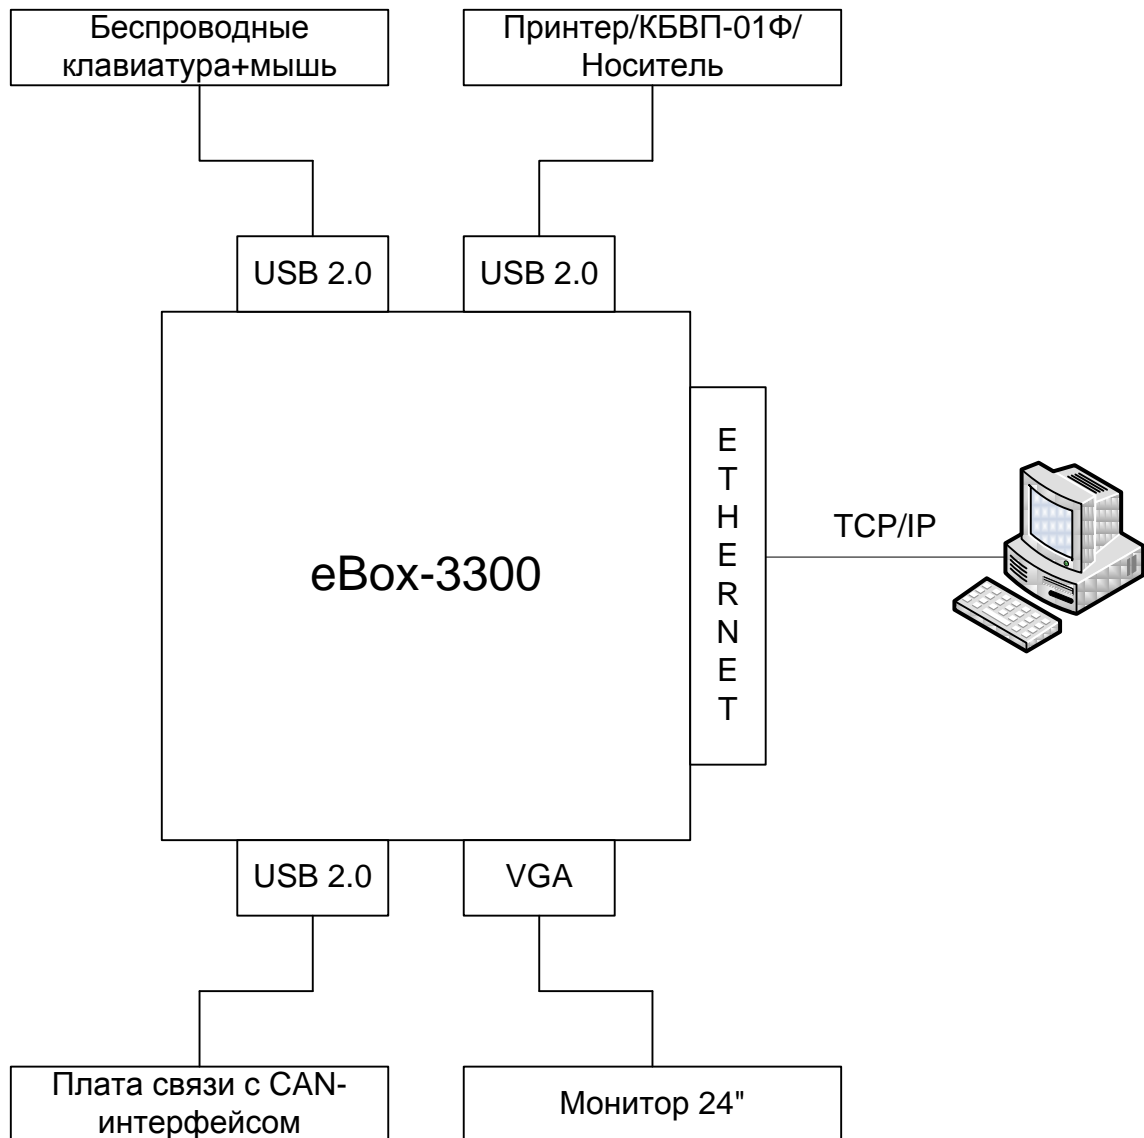 Беспроводные
клавиатура+мышь
Принтер/КБВП-01Ф/
Носитель
USB 2.0
USB 2.0
eBox-3300
ETHERNET
TCP/IP
USB 2.0
VGA
Плата связи с CAN-
интерфейсом
Монитор 24"